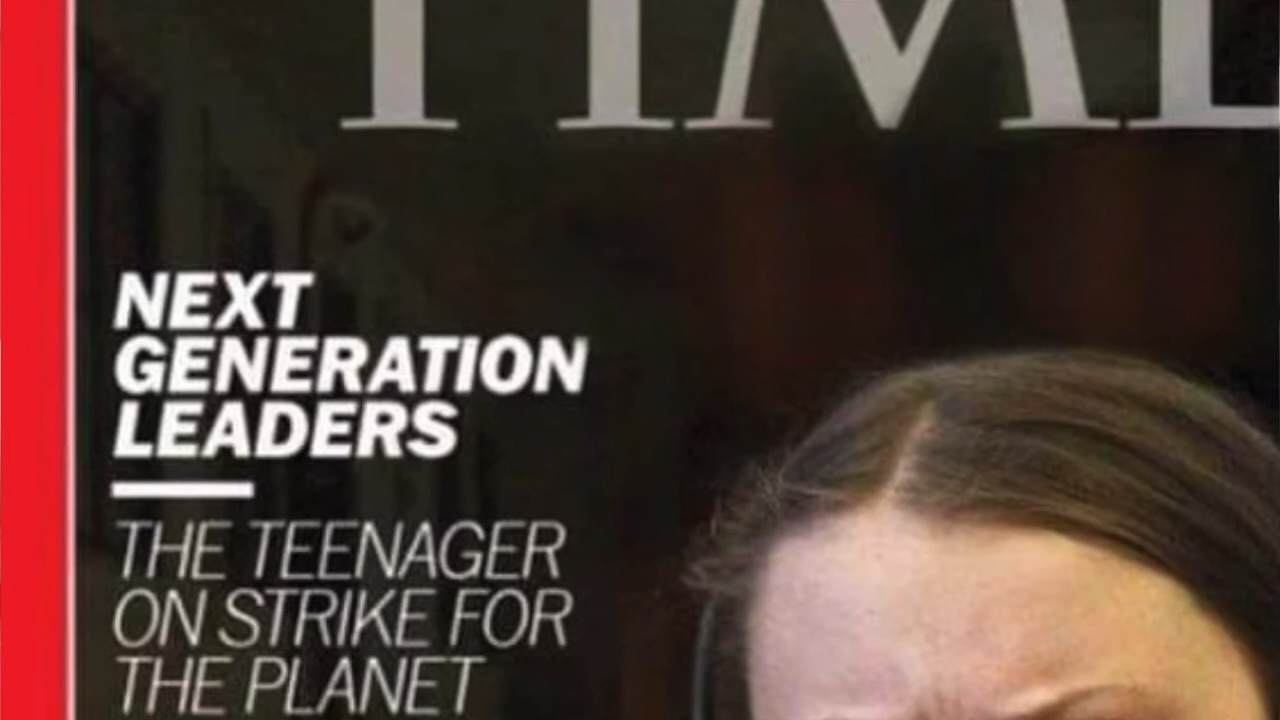 TIME
NEXT
GENERATION
LEADERS
THE TEENAGER
ON STRIKE FOR
THE PLANET